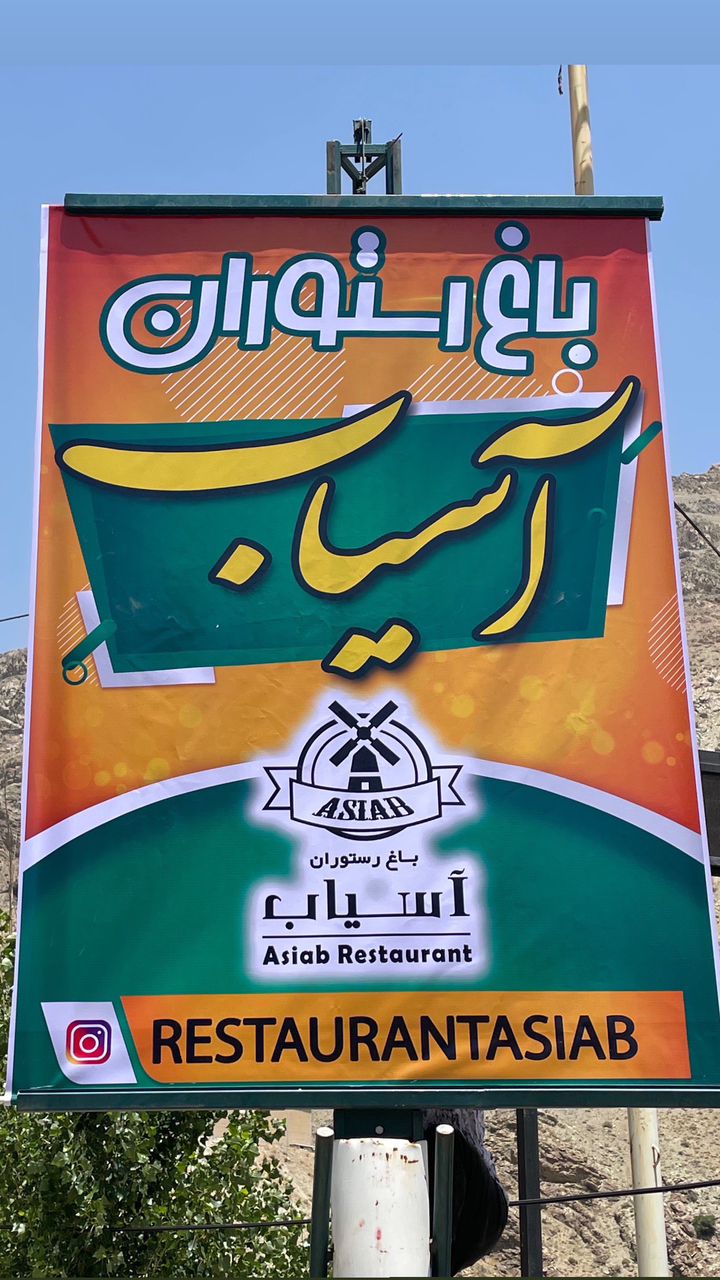 باغ رستوران
آسیاب
ASIAB
باغ رستوران
آسیاب
Asiab Restaurant
RESTAURANTASIAB